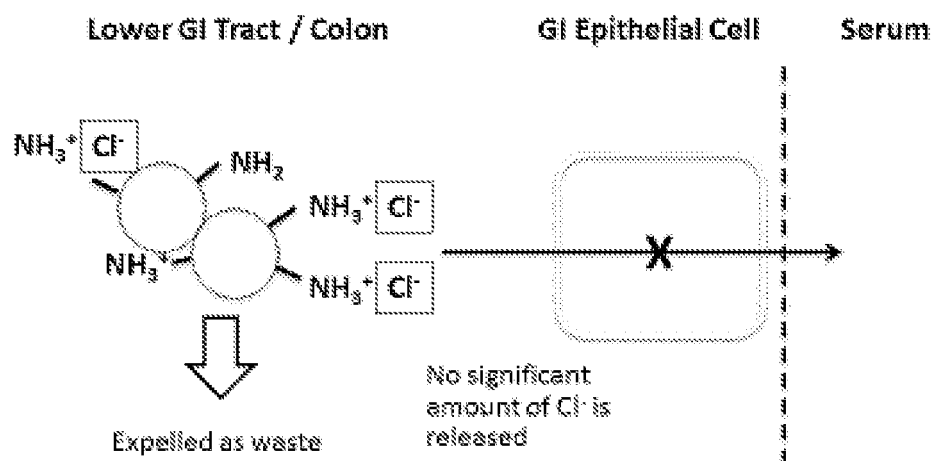 Lower GI Tract / Colon
GI Epithelial Cell
Serum
NH₃⁺ Cl⁻
NH₂
NH₃⁺ Cl⁻
NH₃
NH₃⁺ Cl⁻
No significant
amount of Cl⁻ is
released
Expelled as waste
X